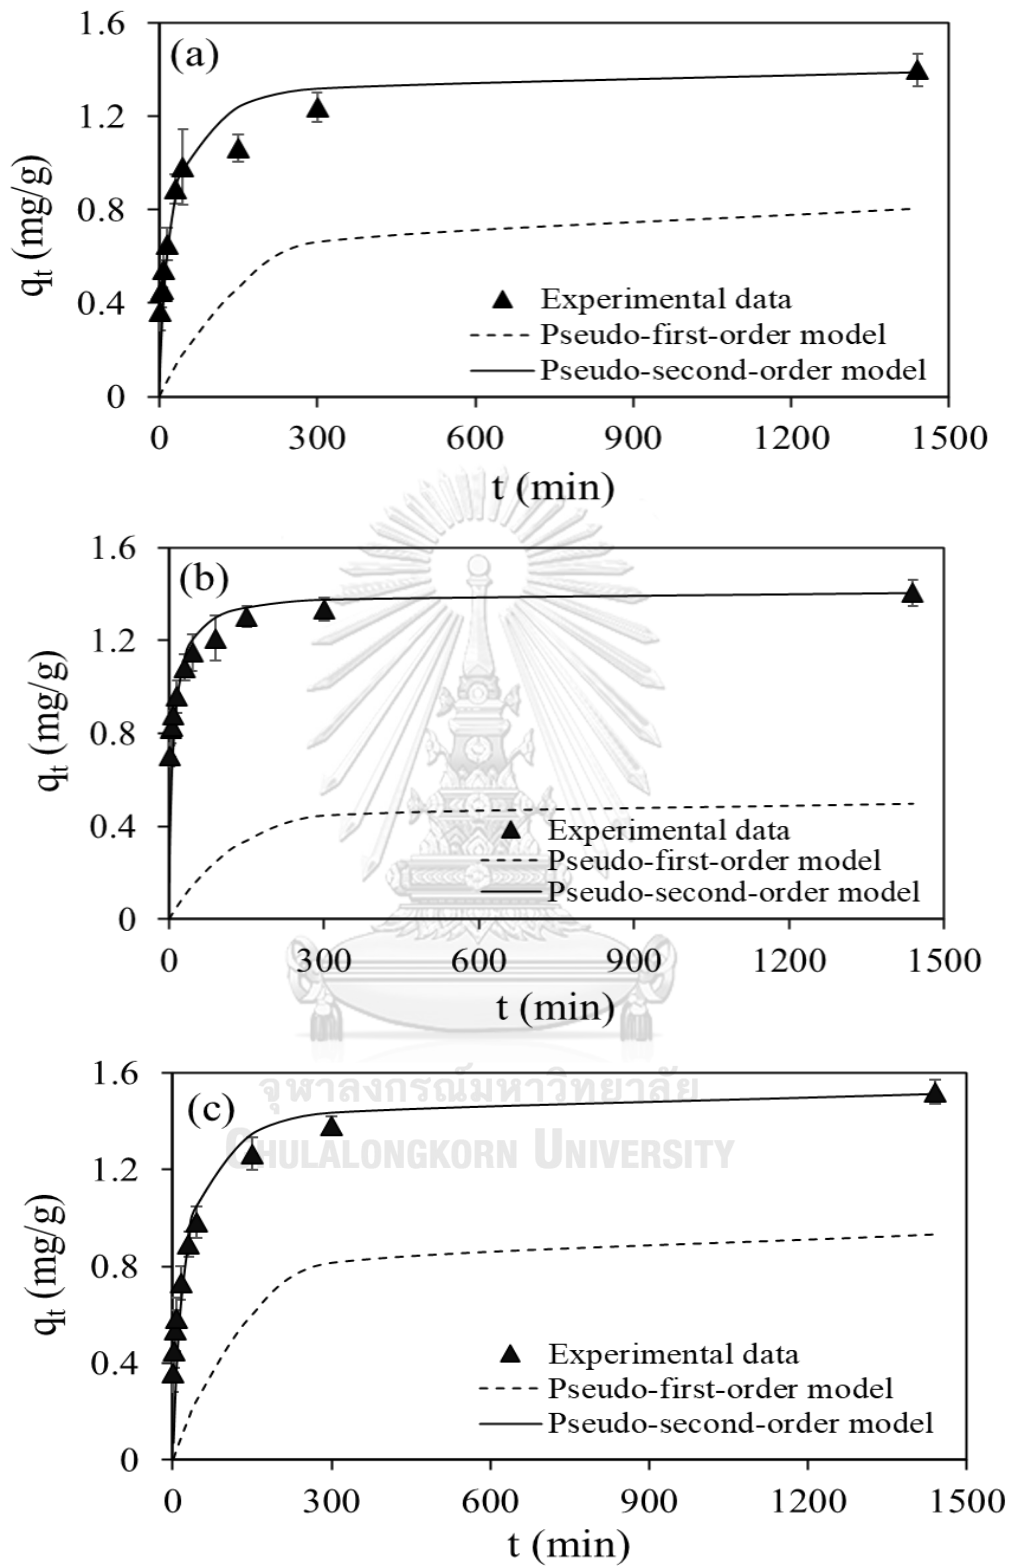 1.6
(a)
1.2
0.8
0.4
0
qt (mg/g)
Experimental data
Pseudo-first-order model
Pseudo-second-order model
0 300 600 900 1200 1500
t (min)
1.6
(b)
1.2
0.8
0.4
0
qt (mg/g)
Experimental data
Pseudo-first-order model
Pseudo-second-order model
0 300 600 900 1200 1500
t (min)
1.6
จุฬาลงกรณ์มหาวิทยาลัย
(c)
CHULALONGKORN UNIVERSITY
1.2
0.8
0.4
0
qt (mg/g)
Experimental data
Pseudo-first-order model
Pseudo-second-order model
0 300 600 900 1200 1500
t (min)